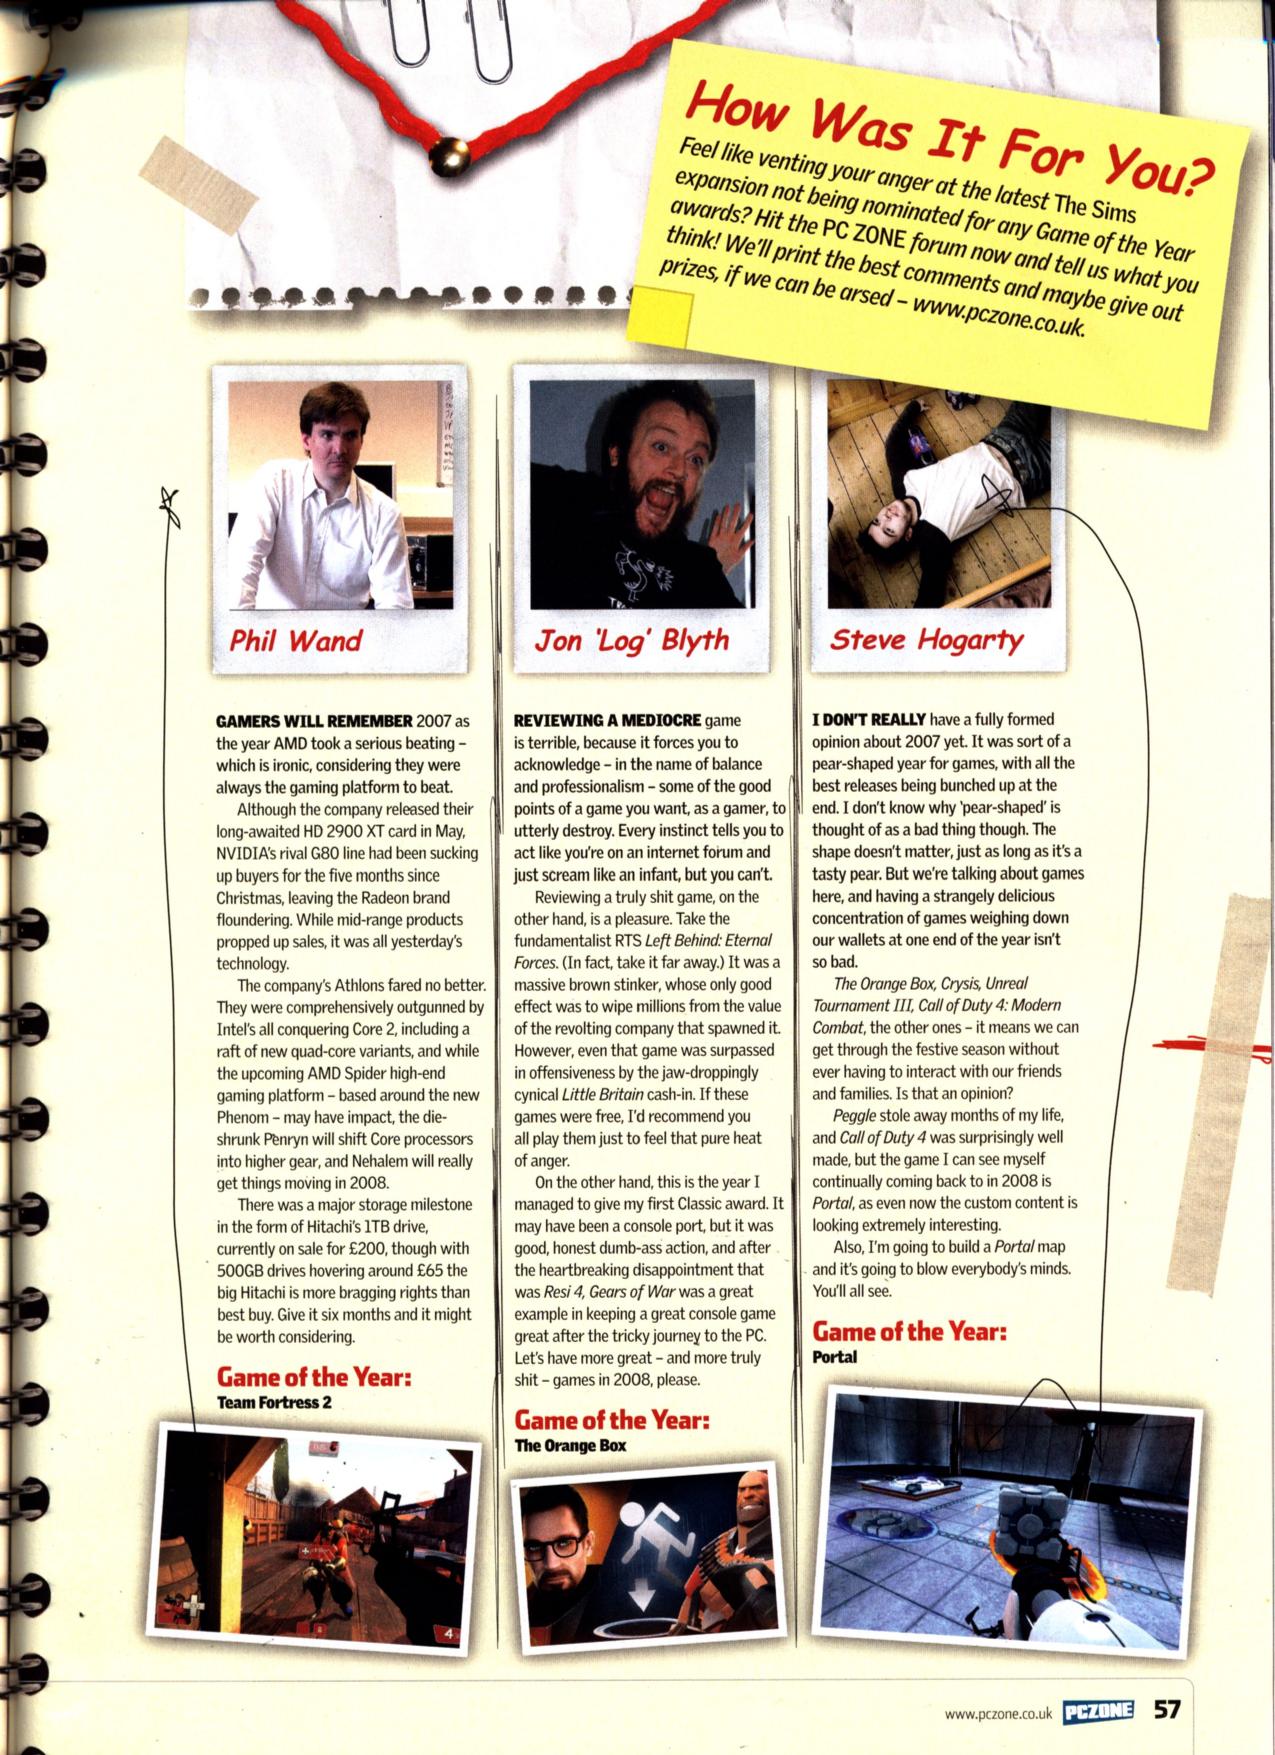 How Was It For You?
Feel like venting your anger at the latest The Sims
expansion not being nominated for any Game of the Year
awards? Hit the PC ZONE forum now and tell us what you
think! We'll print the best comments and maybe give out
prizes, if we can be arsed – www.pczone.co.uk.
Phil Wand
GAMERS WILL REMEMBER 2007 as
the year AMD took a serious beating –
which is ironic, considering they were
always the gaming platform to beat.
Although the company released their
long-awaited HD 2900 XT card in May,
NVIDIA's rival G80 line had been sucking
up buyers for the five months since
Christmas, leaving the Radeon brand
floundering. While mid-range products
propped up sales, it was all yesterday's
technology.
The company's Athlons fared no better.
They were comprehensively outgunned by
Intel's all conquering Core 2, including a
raft of new quad-core variants, and while
the upcoming AMD Spider high-end
gaming platform – based around the new
Phenom – may have impact, the die-
shrunk Penryn will shift Core processors
into higher gear, and Nehalem will really
get things moving in 2008.
There was a major storage milestone
in the form of Hitachi's 1TB drive,
currently on sale for £200, though with
500GB drives hovering around £65 the
big Hitachi is more bragging rights than
best buy. Give it six months and it might
be worth considering.
Game of the Year:
Team Fortress 2
Jon 'Log' Blyth
REVIEWING A MEDIOCRE game
is terrible, because it forces you to
acknowledge – in the name of balance
and professionalism – some of the good
points of a game you want, as a gamer, to
utterly destroy. Every instinct tells you to
act like you're on an internet forum and
just scream like an infant, but you can't.
Reviewing a truly shit game, on the
other hand, is a pleasure. Take the
fundamentalist RTS Left Behind: Eternal
Forces. (In fact, take it far away.) It was a
massive brown stinker, whose only good
effect was to wipe millions from the value
of the revolting company that spawned it.
However, even that game was surpassed
in offensiveness by the jaw-droppingly
cynical Little Britain cash-in. If these
games were free, I'd recommend you
all play them just to feel that pure heat
of anger.
On the other hand, this is the year I
managed to give my first Classic award. It
may have been a console port, but it was
good, honest dumb-ass action, and after
the heartbreaking disappointment that
was Resi 4, Gears of War was a great
example in keeping a great console game
great after the tricky journey to the PC.
Let's have more great – and more truly
shit – games in 2008, please.
Game of the Year:
The Orange Box
Steve Hogarty
I DON'T REALLY have a fully formed
opinion about 2007 yet. It was sort of a
pear-shaped year for games, with all the
best releases being bunched up at the
end. I don't know why 'pear-shaped' is
thought of as a bad thing though. The
shape doesn't matter, just as long as it's a
tasty pear. But we're talking about games
here, and having a strangely delicious
concentration of games weighing down
our wallets at one end of the year isn't
so bad.
The Orange Box, Crysis, Unreal
Tournament III, Call of Duty 4: Modern
Combat, the other ones – it means we can
get through the festive season without
ever having to interact with our friends
and families. Is that an opinion?
Peggle stole away months of my life,
and Call of Duty 4 was surprisingly well
made, but the game I can see myself
continually coming back to in 2008 is
Portal, as even now the custom content is
looking extremely interesting.
Also, I'm going to build a Portal map
and it's going to blow everybody's minds.
You'll all see.
Game of the Year:
Portal
www.pczone.co.uk PCZONE 57